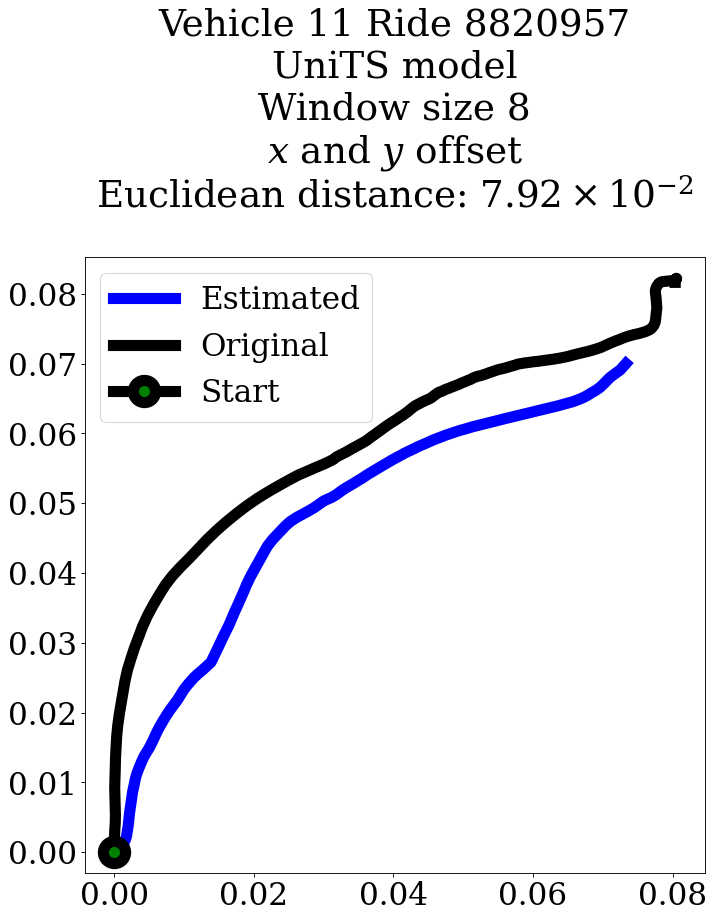 Vehicle 11 Ride 8820957
UniTS model
Window size 8
x and y offset
Euclidean distance: 7.92 × 10⁻²
Estimated
Original
Start
0.08
0.07
0.06
0.05
0.04
0.03
0.02
0.01
0.00
0.00 0.02 0.04 0.06 0.08